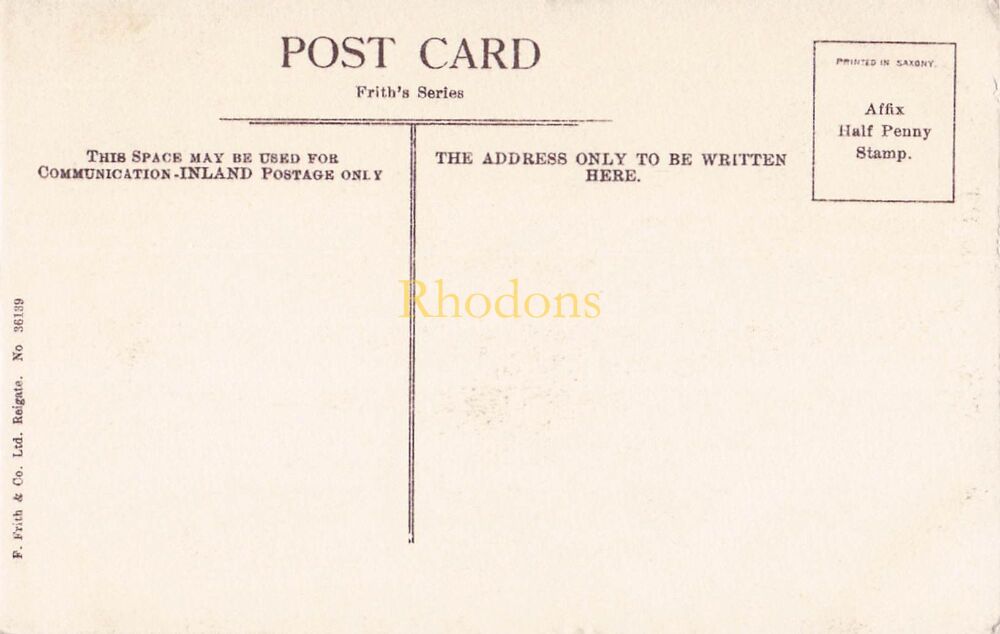 POST CARD
Frith's Series
THIS SPACE MAY BE USED FOR
COMMUNICATION-INLAND POSTAGE ONLY
THE ADDRESS ONLY TO BE WRITTEN
HERE.
PRINTED IN SAXONY.
Affix
Half Penny
Stamp.
Rhodons
F. Frith & Co. Ltd. Reigate. No 36139